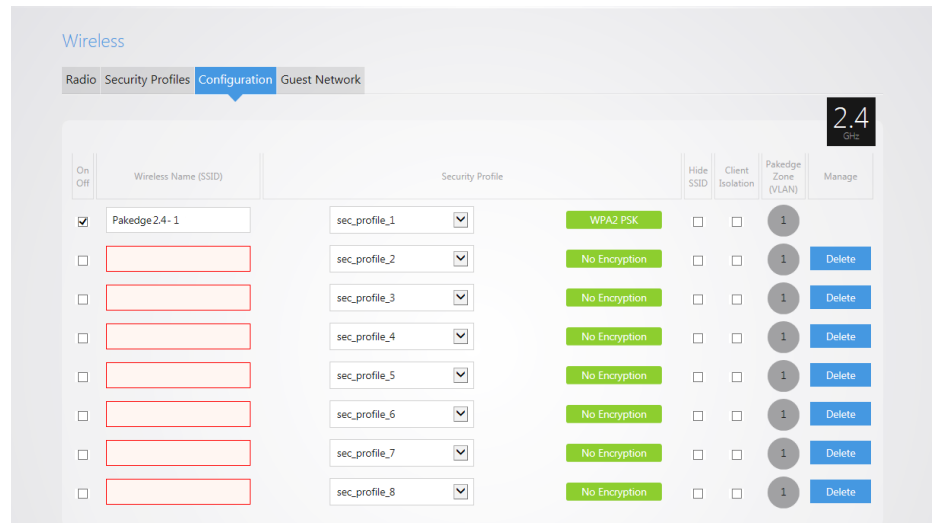 Wireless
Radio Security Profiles Configuration Guest Network
2.4
GHz
On Off Wireless Name (SSID) Security Profile Hide SSID Client Isolation Pakedge Zone (VLAN) Manage
Pakedge 2.4 - 1 sec_profile_1 WPA2 PSK 1
sec_profile_2 No Encryption 1 Delete
sec_profile_3 No Encryption 1 Delete
sec_profile_4 No Encryption 1 Delete
sec_profile_5 No Encryption 1 Delete
sec_profile_6 No Encryption 1 Delete
sec_profile_7 No Encryption 1 Delete
sec_profile_8 No Encryption 1 Delete